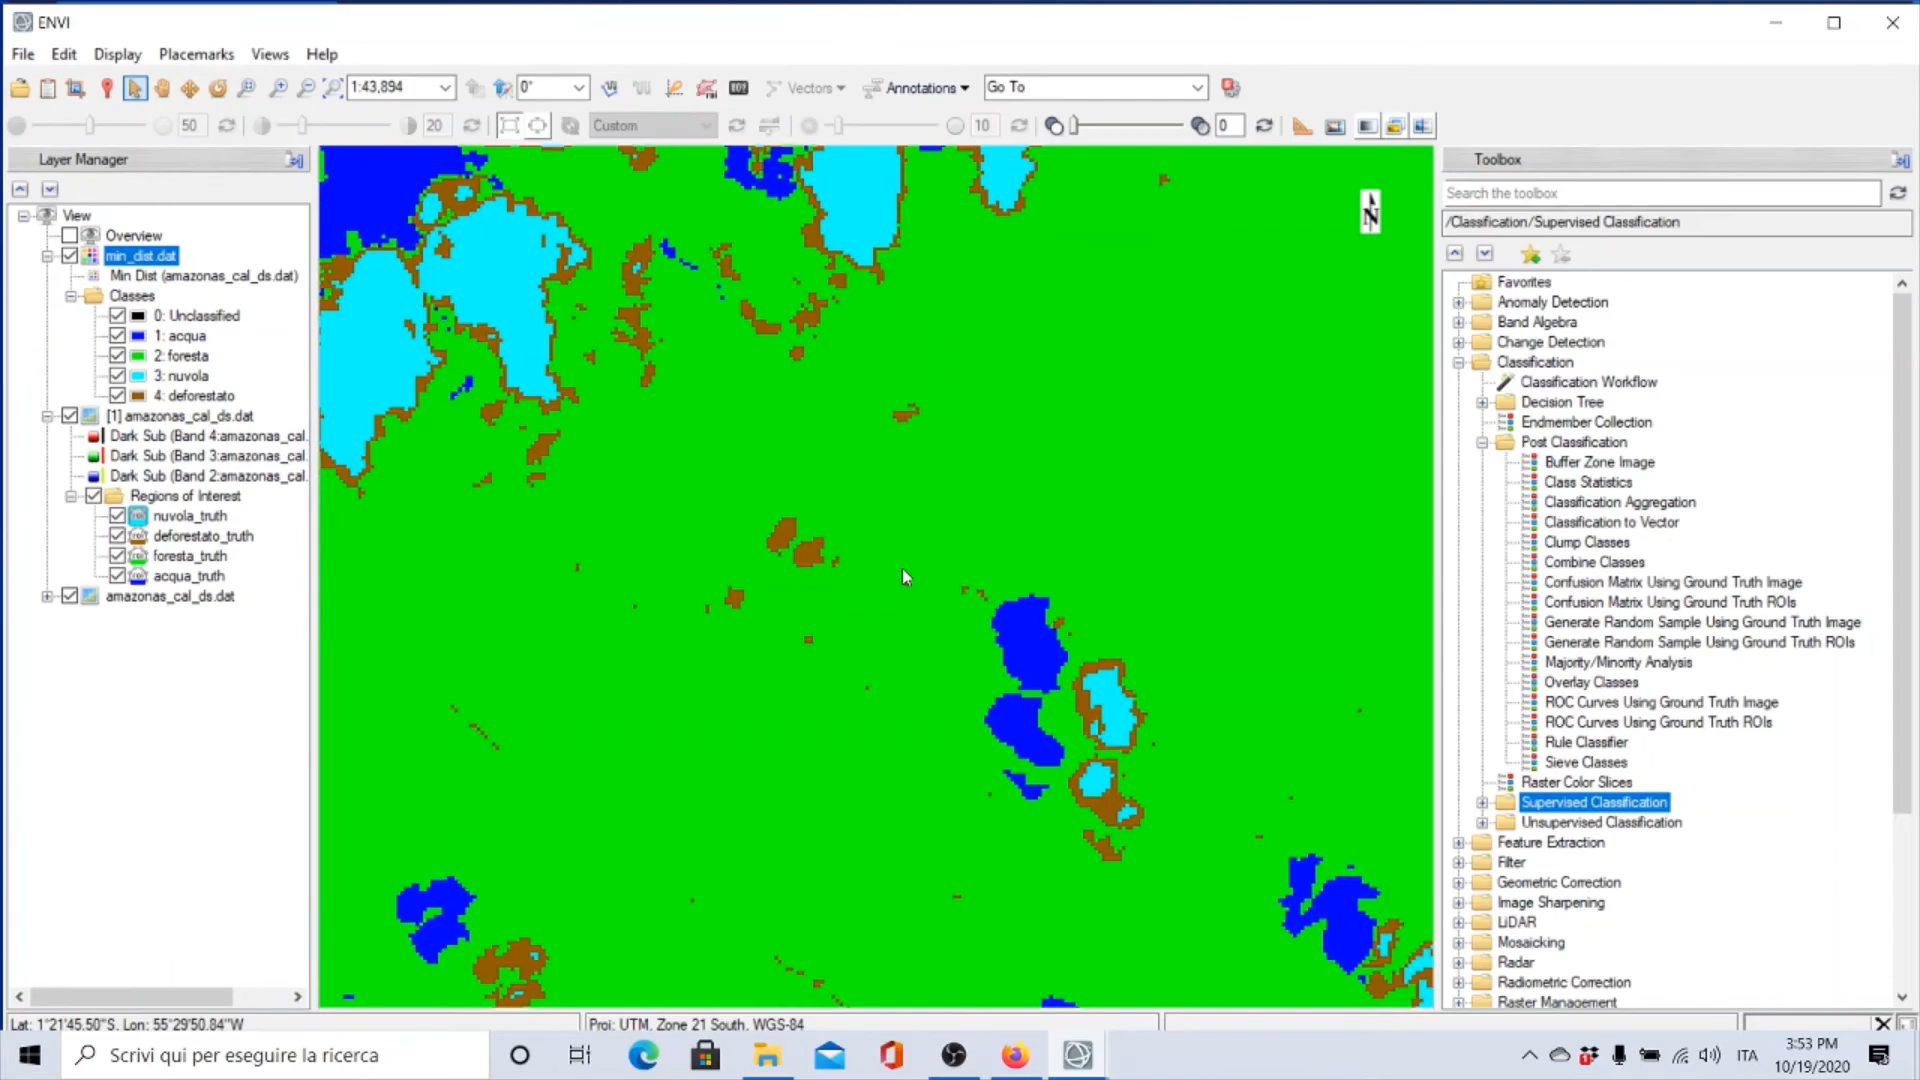 ENVI
File Edit Display Placemarks Views Help
1:43,894 0° Vectors Annotations Go To
50 20 Custom 10 0
Layer Manager
View
Overview
min_dist.dat
Min Dist (amazonas_cal_ds.dat)
Classes
0: Unclassified
1: acqua
2: foresta
3: nuvola
4: deforestato
[1] amazonas_cal_ds.dat
Dark Sub (Band 4:amazonas_cal.
Dark Sub (Band 3:amazonas_cal.
Dark Sub (Band 2:amazonas_cal.
Regions of Interest
nuvola_truth
deforestato_truth
foresta_truth
acqua_truth
amazonas_cal_ds.dat
N
Toolbox
Search the toolbox
/Classification/Supervised Classification
Favorites
Anomaly Detection
Band Algebra
Change Detection
Classification
Classification Workflow
Decision Tree
Endmember Collection
Post Classification
Buffer Zone Image
Class Statistics
Classification Aggregation
Classification to Vector
Clump Classes
Combine Classes
Confusion Matrix Using Ground Truth Image
Confusion Matrix Using Ground Truth ROIs
Generate Random Sample Using Ground Truth Image
Generate Random Sample Using Ground Truth ROIs
Majority/Minority Analysis
Overlay Classes
ROC Curves Using Ground Truth Image
ROC Curves Using Ground Truth ROIs
Rule Classifier
Sieve Classes
Raster Color Slices
Supervised Classification
Unsupervised Classification
Feature Extraction
Filter
Geometric Correction
Image Sharpening
LiDAR
Mosaicking
Radar
Radiometric Correction
Raster Management
Lat: 1°21'45.50"S, Lon: 55°29'50.84"W
Proj: UTM, Zone 21 South, WGS-84
Scrivi qui per eseguire la ricerca
ITA
3:53 PM
10/19/2020